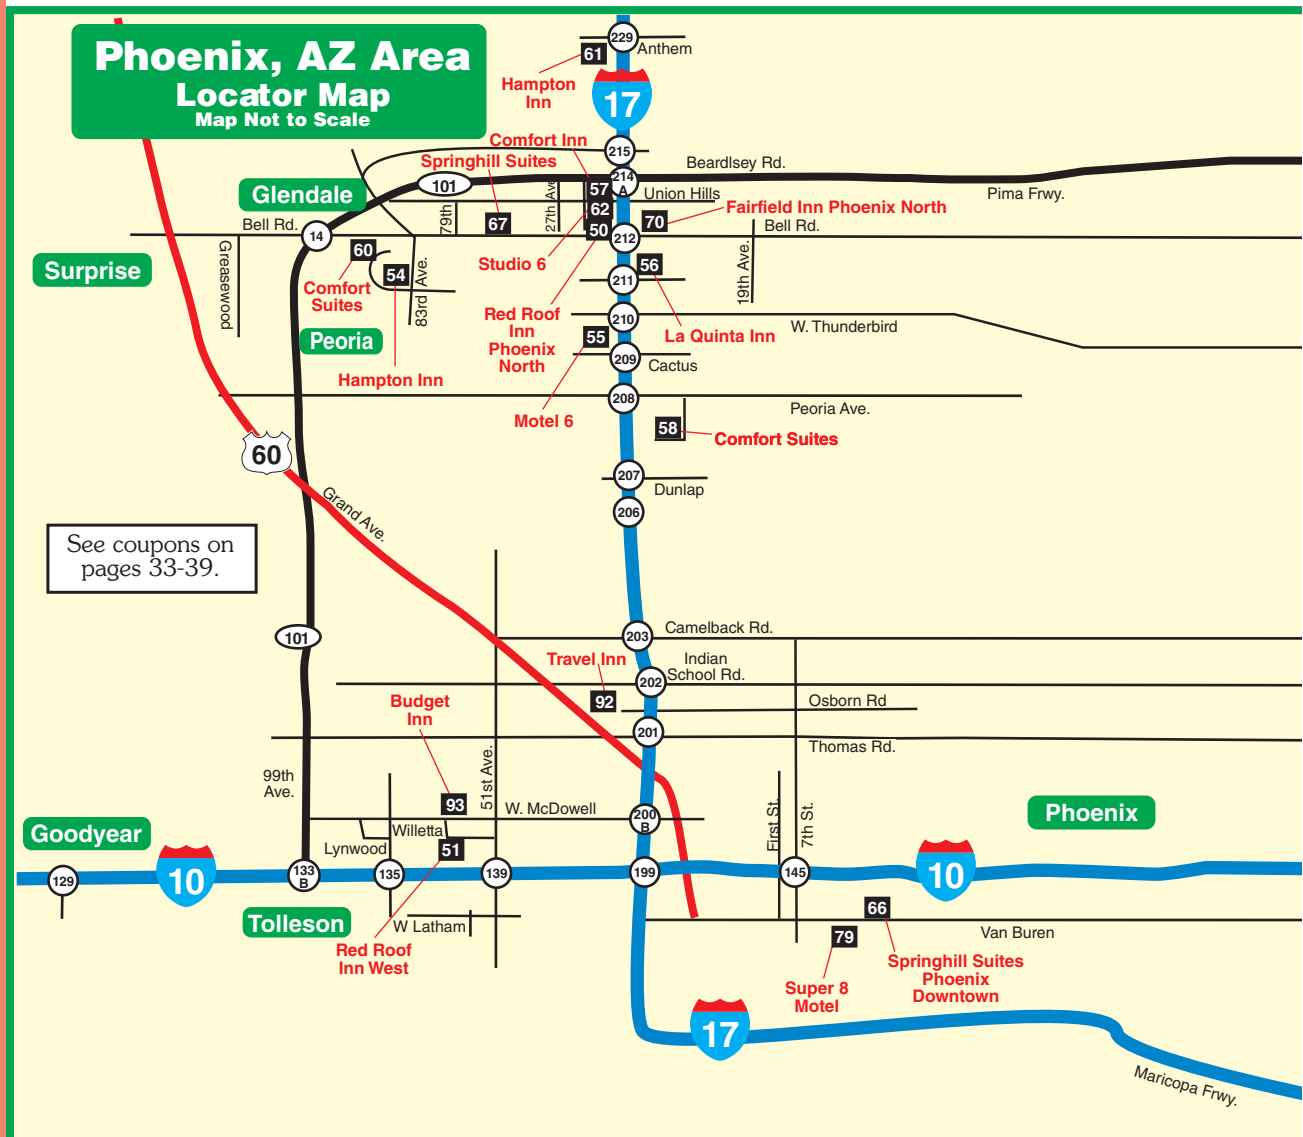 Phoenix, AZ Area
Locator Map
Map Not to Scale
229
Anthem
61
Hampton
Inn
17
Comfort Inn
215
Springhill Suites
Beardlsey Rd.
214
A
101
57
Union Hills
Pima Frwy.
Glendale
79th
27th Ave
62
67
70
Fairfield Inn Phoenix North
Bell Rd.
14
50
212
Bell Rd.
Surprise
Greasewood
60
54
Comfort
Suites
83rd Ave.
Studio 6
56
211
19th Ave.
Red Roof
Inn
Phoenix
North
210
W. Thunderbird
La Quinta Inn
Peoria
55
209
Cactus
Hampton Inn
208
Peoria Ave.
Motel 6
58
Comfort Suites
60
207
Dunlap
206
Grand Ave.
See coupons on
pages 33-39.
101
203
Camelback Rd.
Travel Inn
Indian
School Rd.
202
92
Osborn Rd
Budget
Inn
201
Thomas Rd.
99th
Ave.
51st Ave.
93
W. McDowell
200
B
First St.
7th St.
Phoenix
Goodyear
Willetta
Lynwood
51
129
10
133
B
135
139
199
145
10
Tolleson
W Latham
66
Van Buren
79
Red Roof
Inn West
Springhill Suites
Phoenix
Downtown
Super 8
Motel
17
Maricopa Frwy.